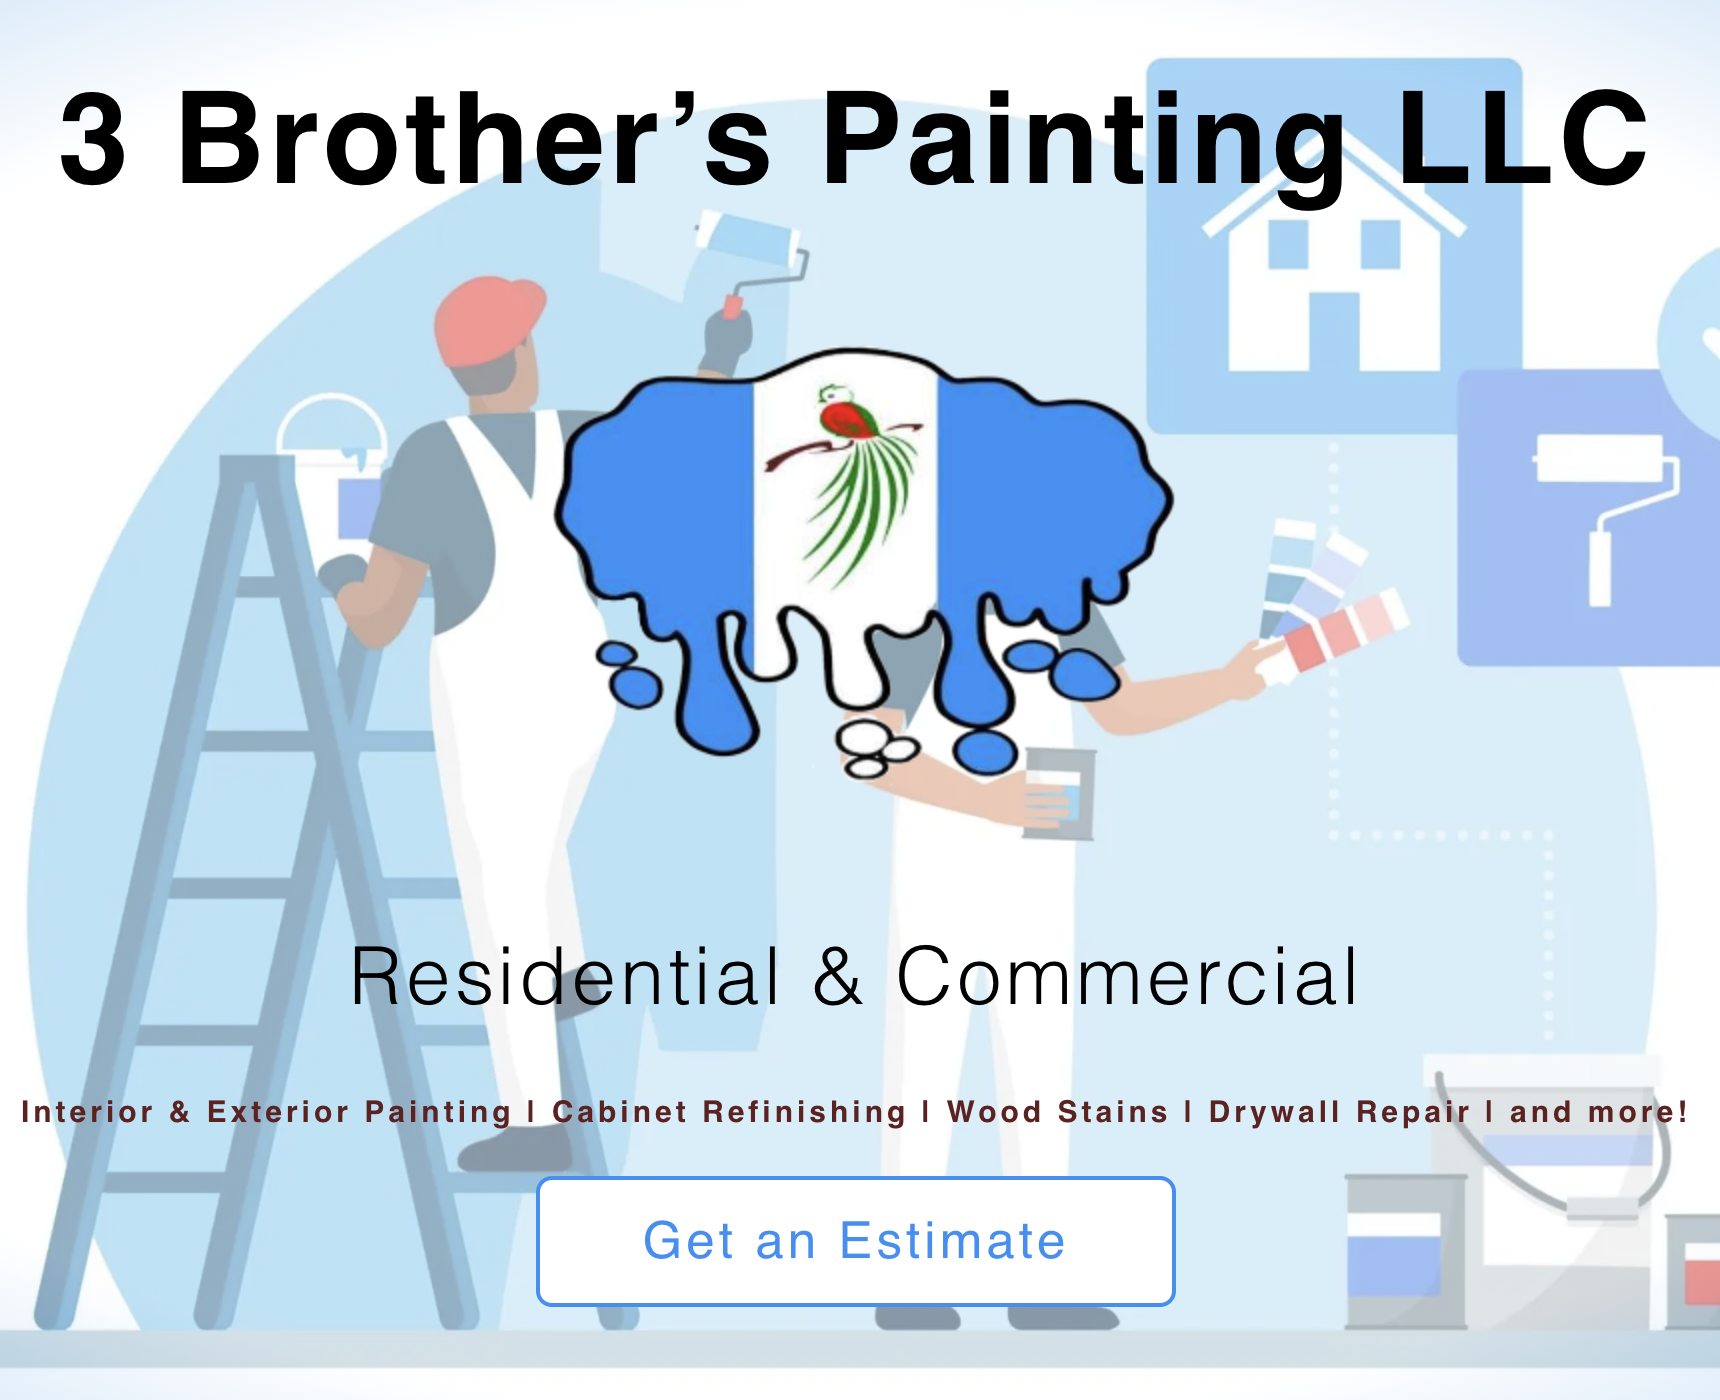 3 Brother’s Painting LLC
Residential & Commercial
Interior & Exterior Painting | Cabinet Refinishing | Wood Stains | Drywall Repair | and more!
Get an Estimate